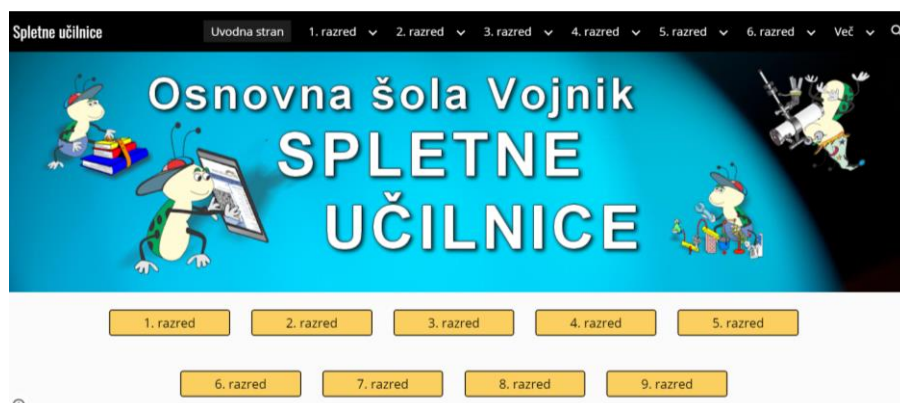 Spletne učilnice Uvodna stran 1. razred 2. razred 3. razred 4. razred 5. razred 6. razred Več
Osnovna šola Vojnik
SPLETNE
UČILNICE
1. razred 2. razred 3. razred 4. razred 5. razred
6. razred 7. razred 8. razred 9. razred